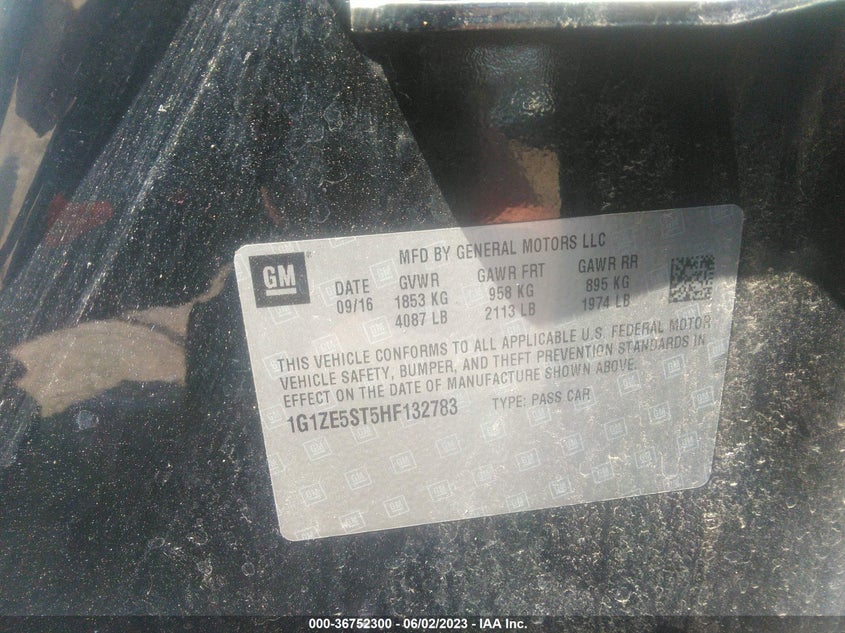 GM
MFD BY GENERAL MOTORS LLC
DATE GVWR GAWR FRT GAWR RR
09/16 1853 KG 958 KG 895 KG
4087 LB 2113 LB 1974 LB
THIS VEHICLE CONFORMS TO ALL APPLICABLE U.S. FEDERAL MOTOR
VEHICLE SAFETY, BUMPER, AND THEFT PREVENTION STANDARDS IN
EFFECT ON THE DATE OF MANUFACTURE SHOWN ABOVE.
1G1ZE5ST5HF132783 TYPE: PASS CAR
000-36752300 - 06/02/2023 - IAA Inc.